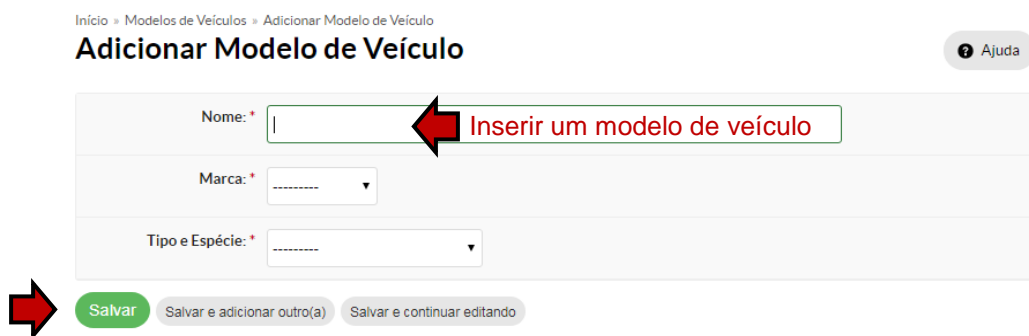 Início » Modelos de Veículos » Adicionar Modelo de Veículo
Adicionar Modelo de Veículo
Ajuda
Nome: * Inserir um modelo de veículo
Marca: * ---------
Tipo e Espécie: * ---------
Salvar Salvar e adicionar outro(a) Salvar e continuar editando